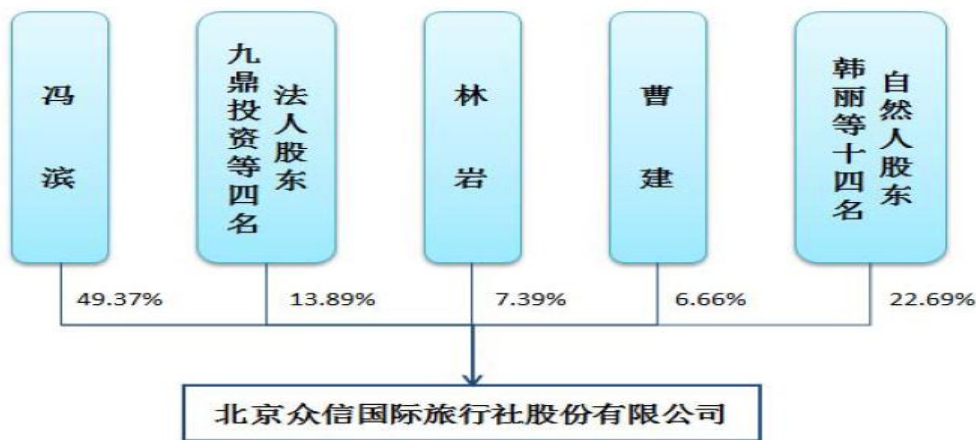 冯滨
九鼎投资等四名
法人股东
林岩
曹建
韩丽等十四名
自然人股东
49.37%
13.89%
7.39%
6.66%
22.69%
北京众信国际旅行社股份有限公司